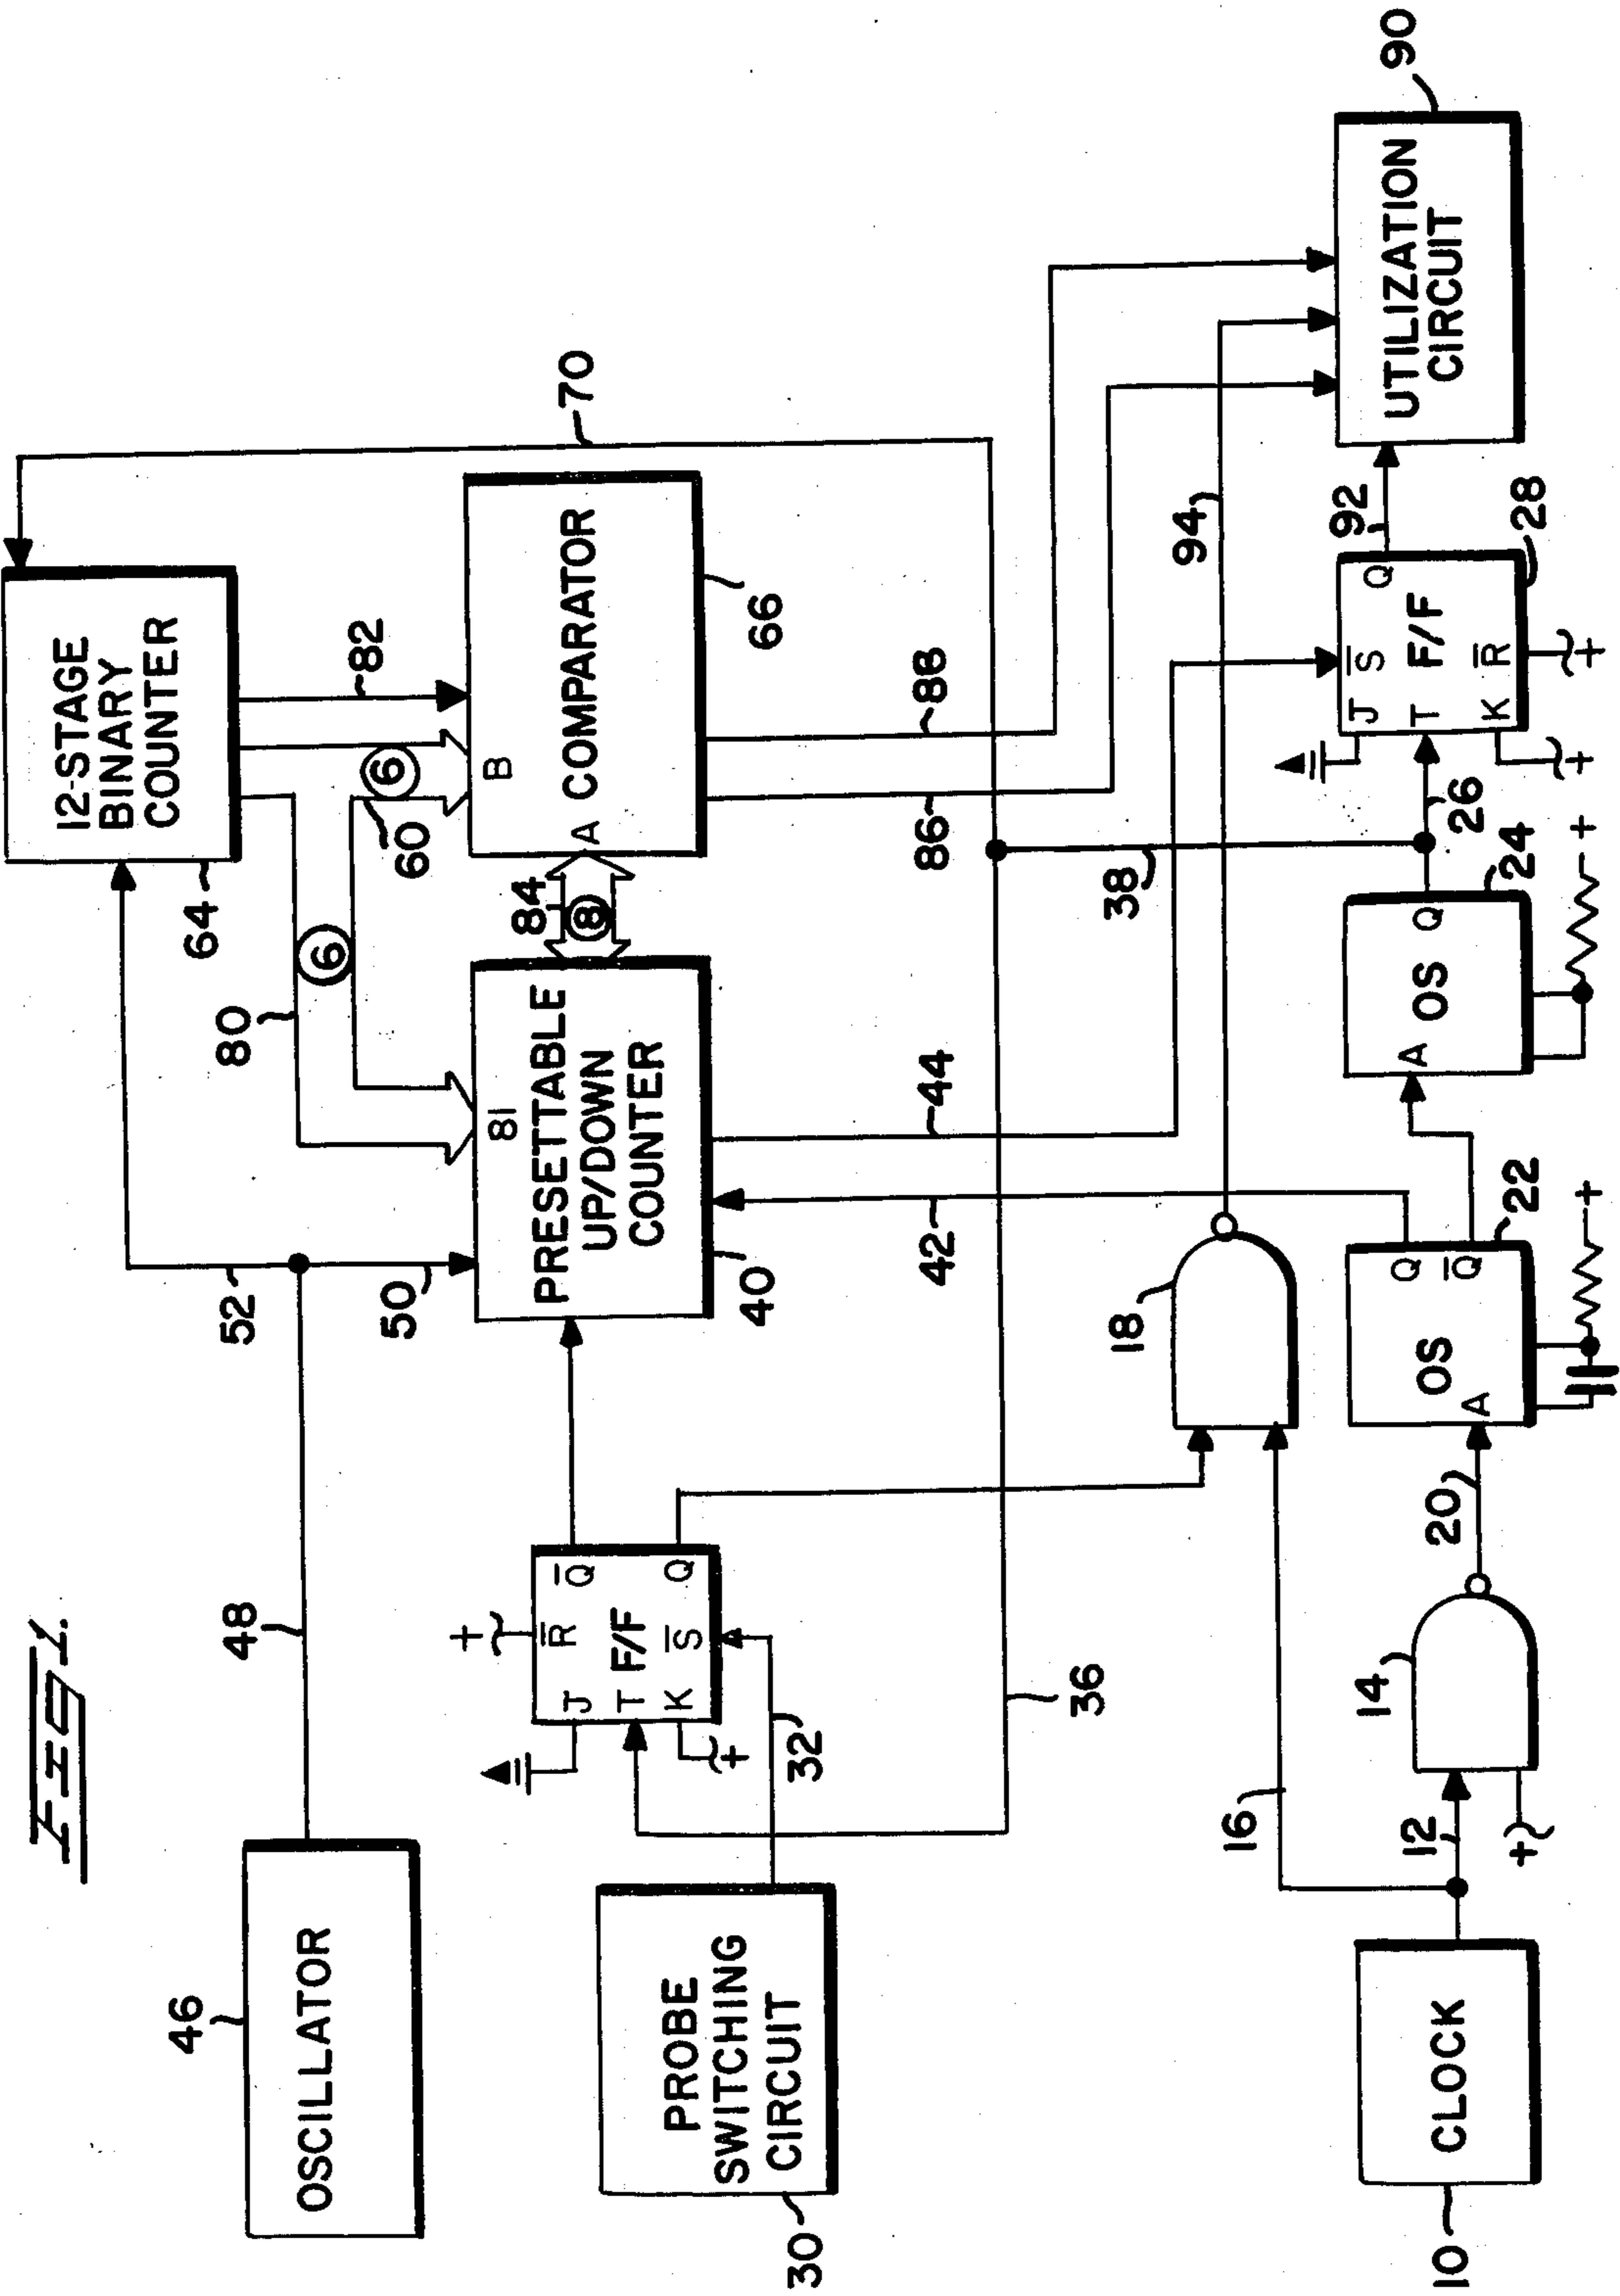 FIG 1.
46
OSCILLATOR
48
52
50
80
6
64
12-STAGE
BINARY
COUNTER
82
6
60
70
30
PROBE
SWITCHING
CIRCUIT
32
+
R̄
J
Q̄
T
F/F
K
S̄
Q
+
36
81
PRESETTABLE
UP/DOWN
COUNTER
40
84
8
B
A
COMPARATOR
66
42
44
86
88
38
18
16
94
10
CLOCK
12
14
+
20
Q
OS
Q̄
A
22
+
A
OS
Q
24
+
26
J
S̄
Q
T
F/F
K
R̄
+
+
28
92
UTILIZATION
CIRCUIT
90